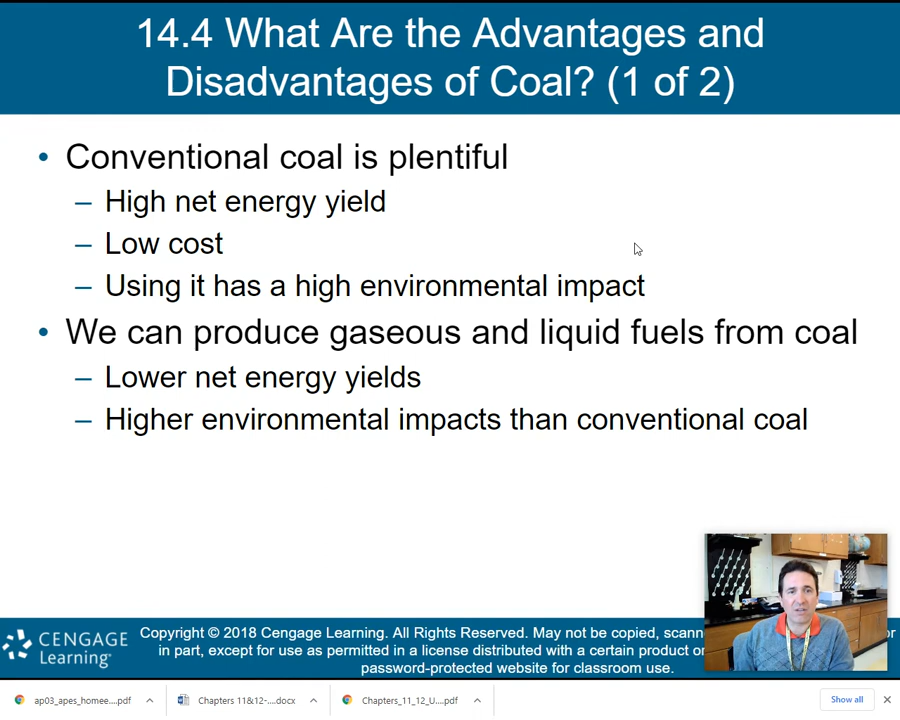 14.4 What Are the Advantages and
Disadvantages of Coal? (1 of 2)
• Conventional coal is plentiful
– High net energy yield
– Low cost
– Using it has a high environmental impact
• We can produce gaseous and liquid fuels from coal
– Lower net energy yields
– Higher environmental impacts than conventional coal
CENGAGE
Learning
Copyright © 2018 Cengage Learning. All Rights Reserved. May not be copied, scann
or
in part, except for use as permitted in a license distributed with a certain product or
password-protected website for classroom use.
ap03_apes_homee....pdf
Chapters 11&12-....docx
Chapters_11_12_U....pdf
Show all